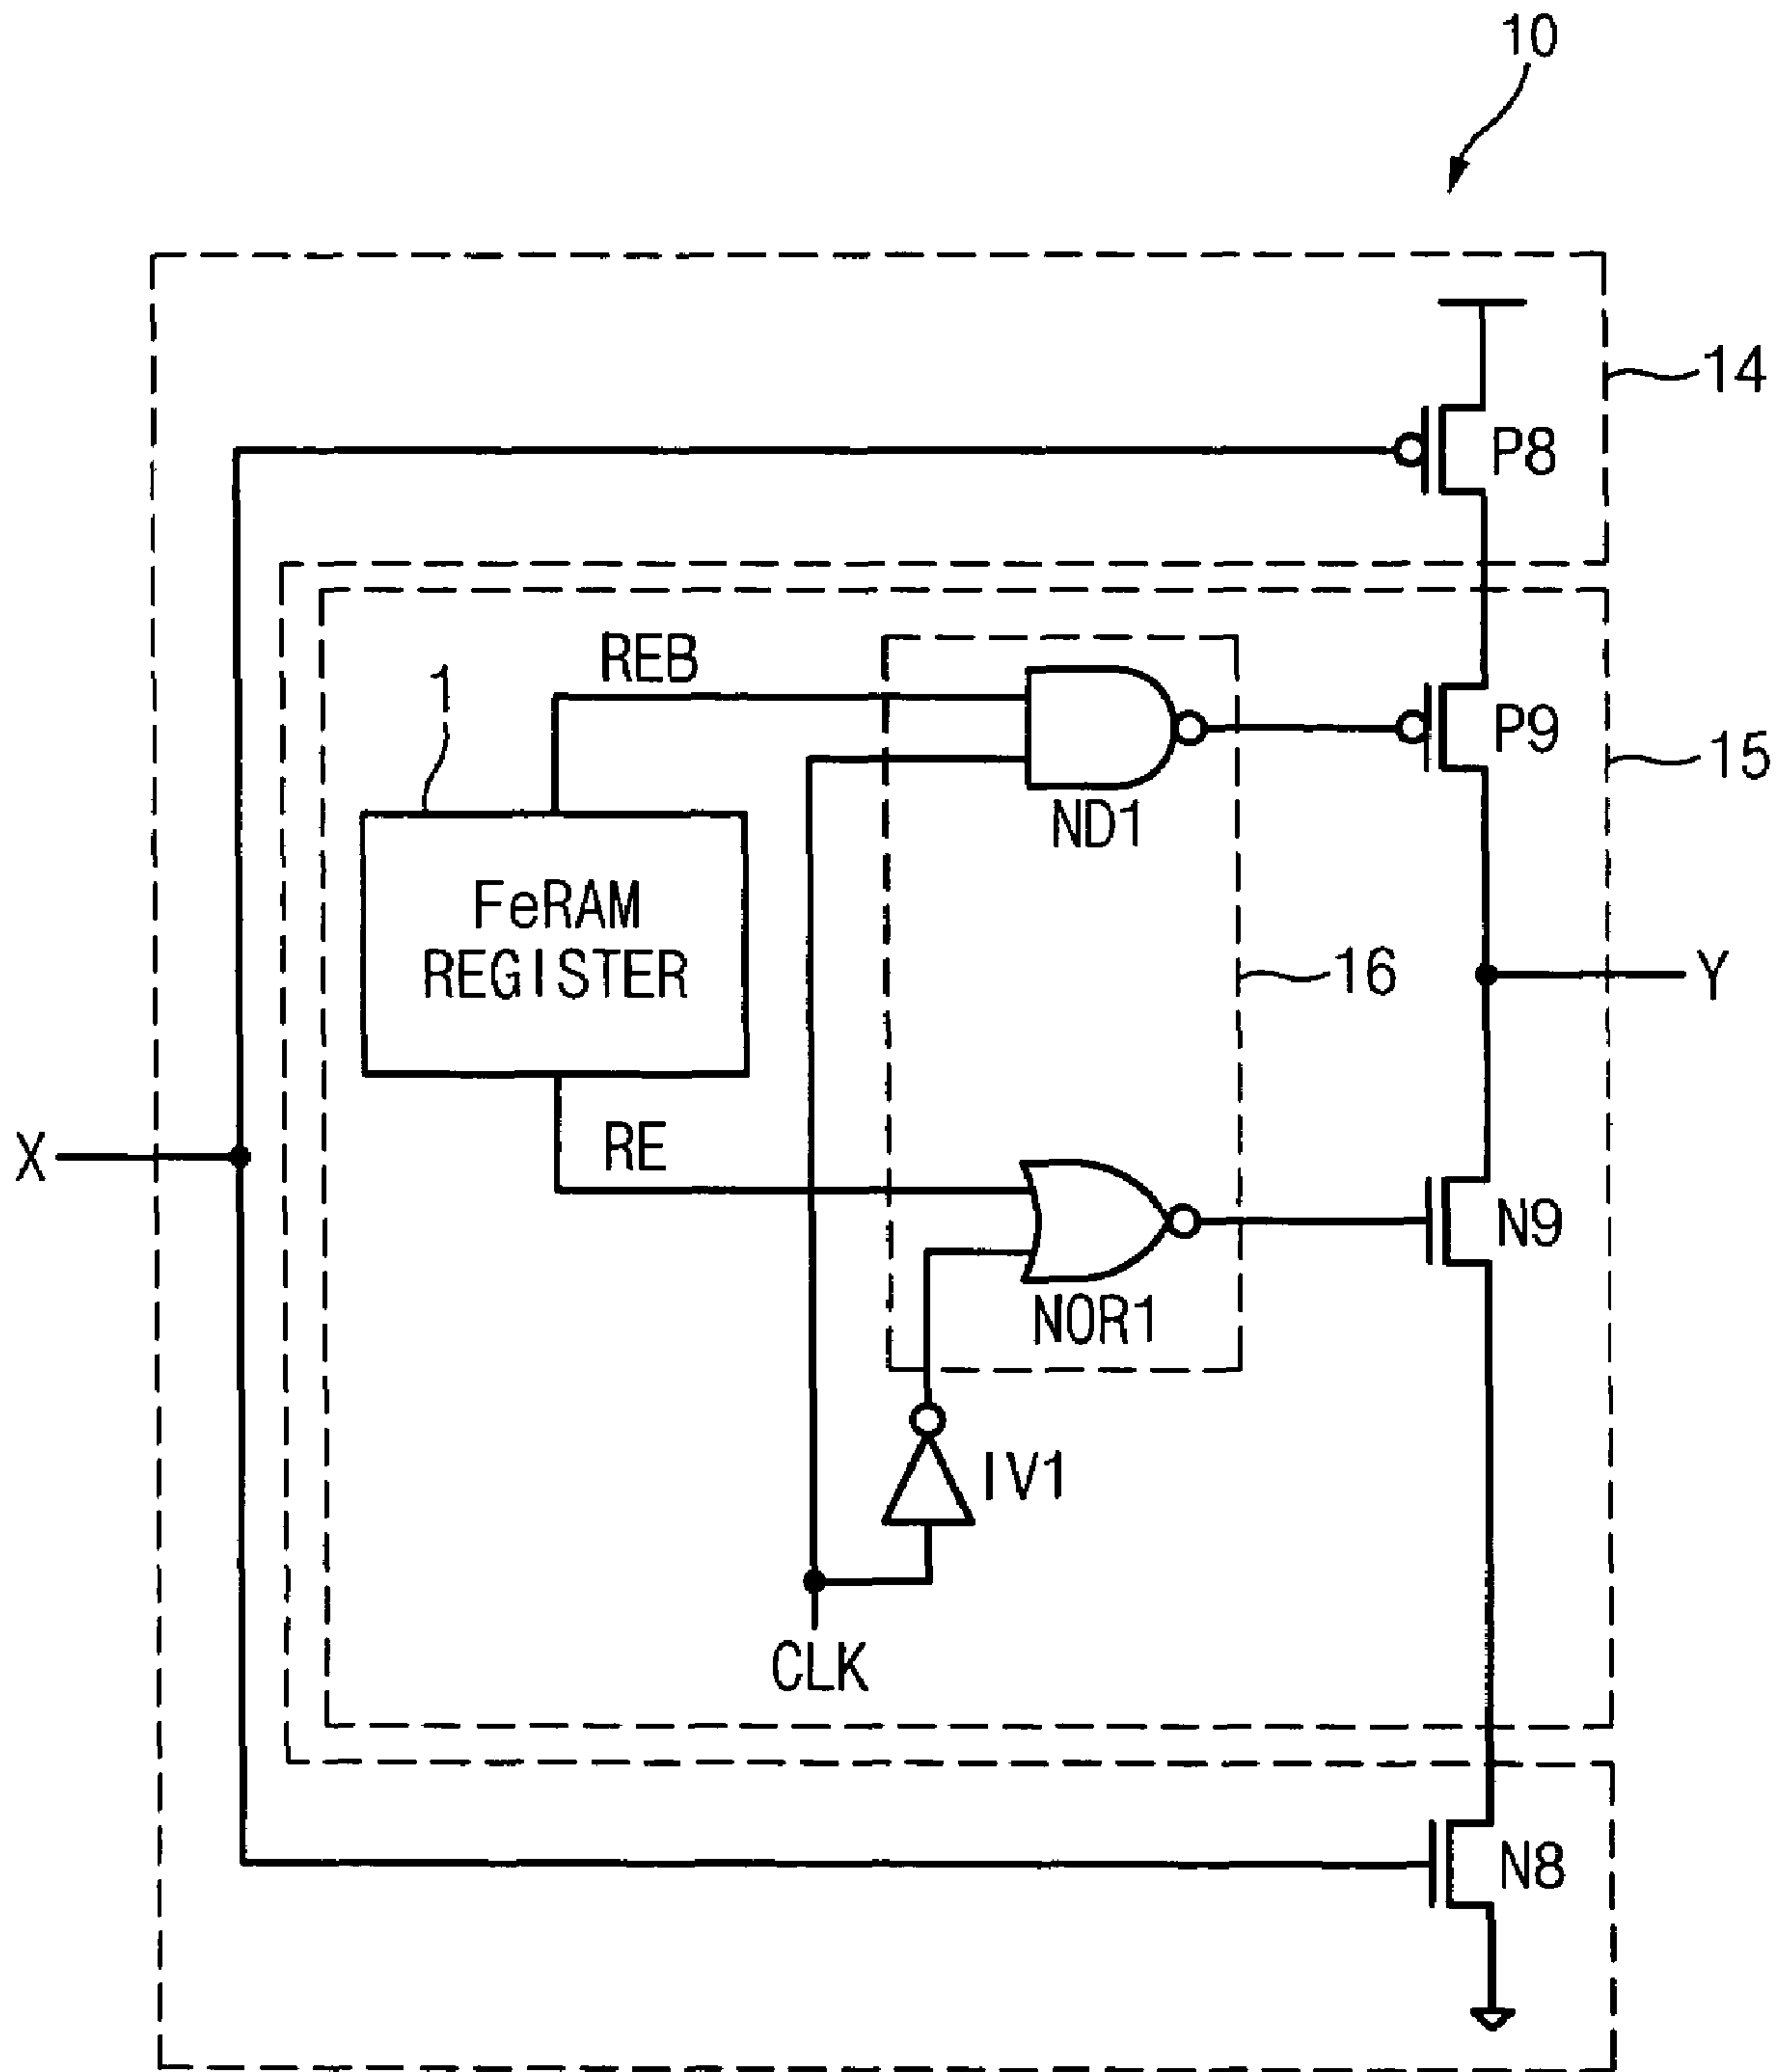 10
14
P8
REB
1
P9
15
ND1
FeRAM
REGISTER
16
Y
X
RE
N9
NOR1
IV1
CLK
N8